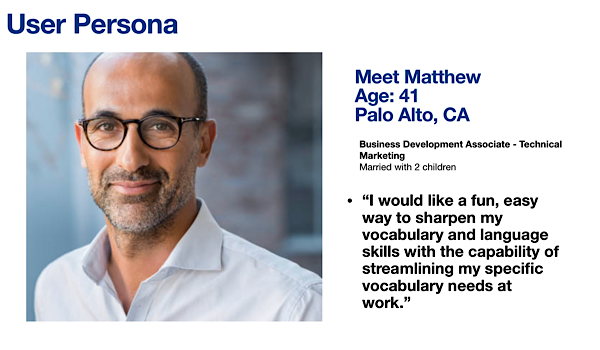 User Persona
Meet Matthew
Age: 41
Palo Alto, CA
Business Development Associate - Technical
Marketing
Married with 2 children
• “I would like a fun, easy
way to sharpen my
vocabulary and language
skills with the capability of
streamlining my specific
vocabulary needs at
work.”